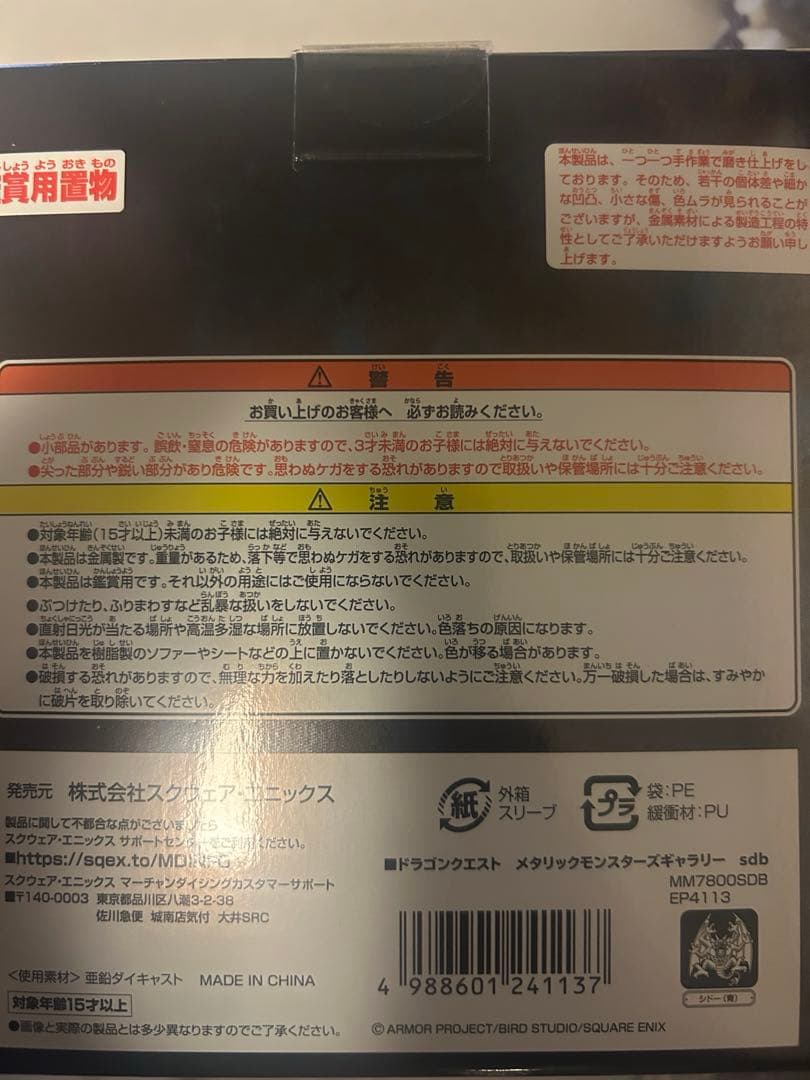 賞用置物
本製品は、一つ一つ手作業で磨き仕上げをし
ております。そのため、若干の個体差や細か
な凹凸、小さな傷、色ムラが見られることが
ございますが、金属素材による製造工程の特
性としてご了承いただけますようお願い申し
上げます。
警告
お買い上げのお客様へ 必ずお読みください。
●小部品があります。誤飲・窒息の危険がありますので、3才未満のお子様には絶対に与えないでください。
●尖った部分や鋭い部分があり危険です。思わぬケガをする恐れがありますので取扱いや保管場所には十分ご注意ください。
注意
●対象年齢(15才以上)未満のお子様には絶対に与えないでください。
●本製品は金属製です。重量があるため、落下等で思わぬケガをする恐れがありますので、取扱いや保管場所には十分ご注意ください。
●本製品は鑑賞用です。それ以外の用途にはご使用にならないでください。
●ぶつけたり、ふりまわすなど乱暴な扱いをしないでください。
●直射日光が当たる場所や高温多湿な場所に放置しないでください。色落ちの原因になります。
●本製品を樹脂製のソファーやシートなどの上に置かないでください。色が移る場合があります。
●破損する恐れがありますので、無理な力を加えたり落としたりしないようにご注意ください。万一破損した場合は、すみやか
に破片を取り除いてください。
発売元 株式会社スクウェア・エニックス
製品に関して不都合な点がございましたら
スクウェア・エニックス サポートセンターをご利用ください。
■https://sqex.to/MD
スクウェア・エニックス マーチャンダイジングカスタマーサポート
■〒140-0003 東京都品川区八潮3-2-38
佐川急便 城南店気付 大井SRC
<使用素材> 亜鉛ダイキャスト MADE IN CHINA
対象年齢15才以上
●画像と実際の製品とは多少異なりますのでご了承ください。
紙
外箱
スリーブ
プラ
袋:PE
緩衝材:PU
■ドラゴンクエスト メタリックモンスターズギャラリー sdb
MM7800SDB
EP4113
4 988601 241137
シドー(青)
©ARMOR PROJECT/BIRD STUDIO/SQUARE ENIX